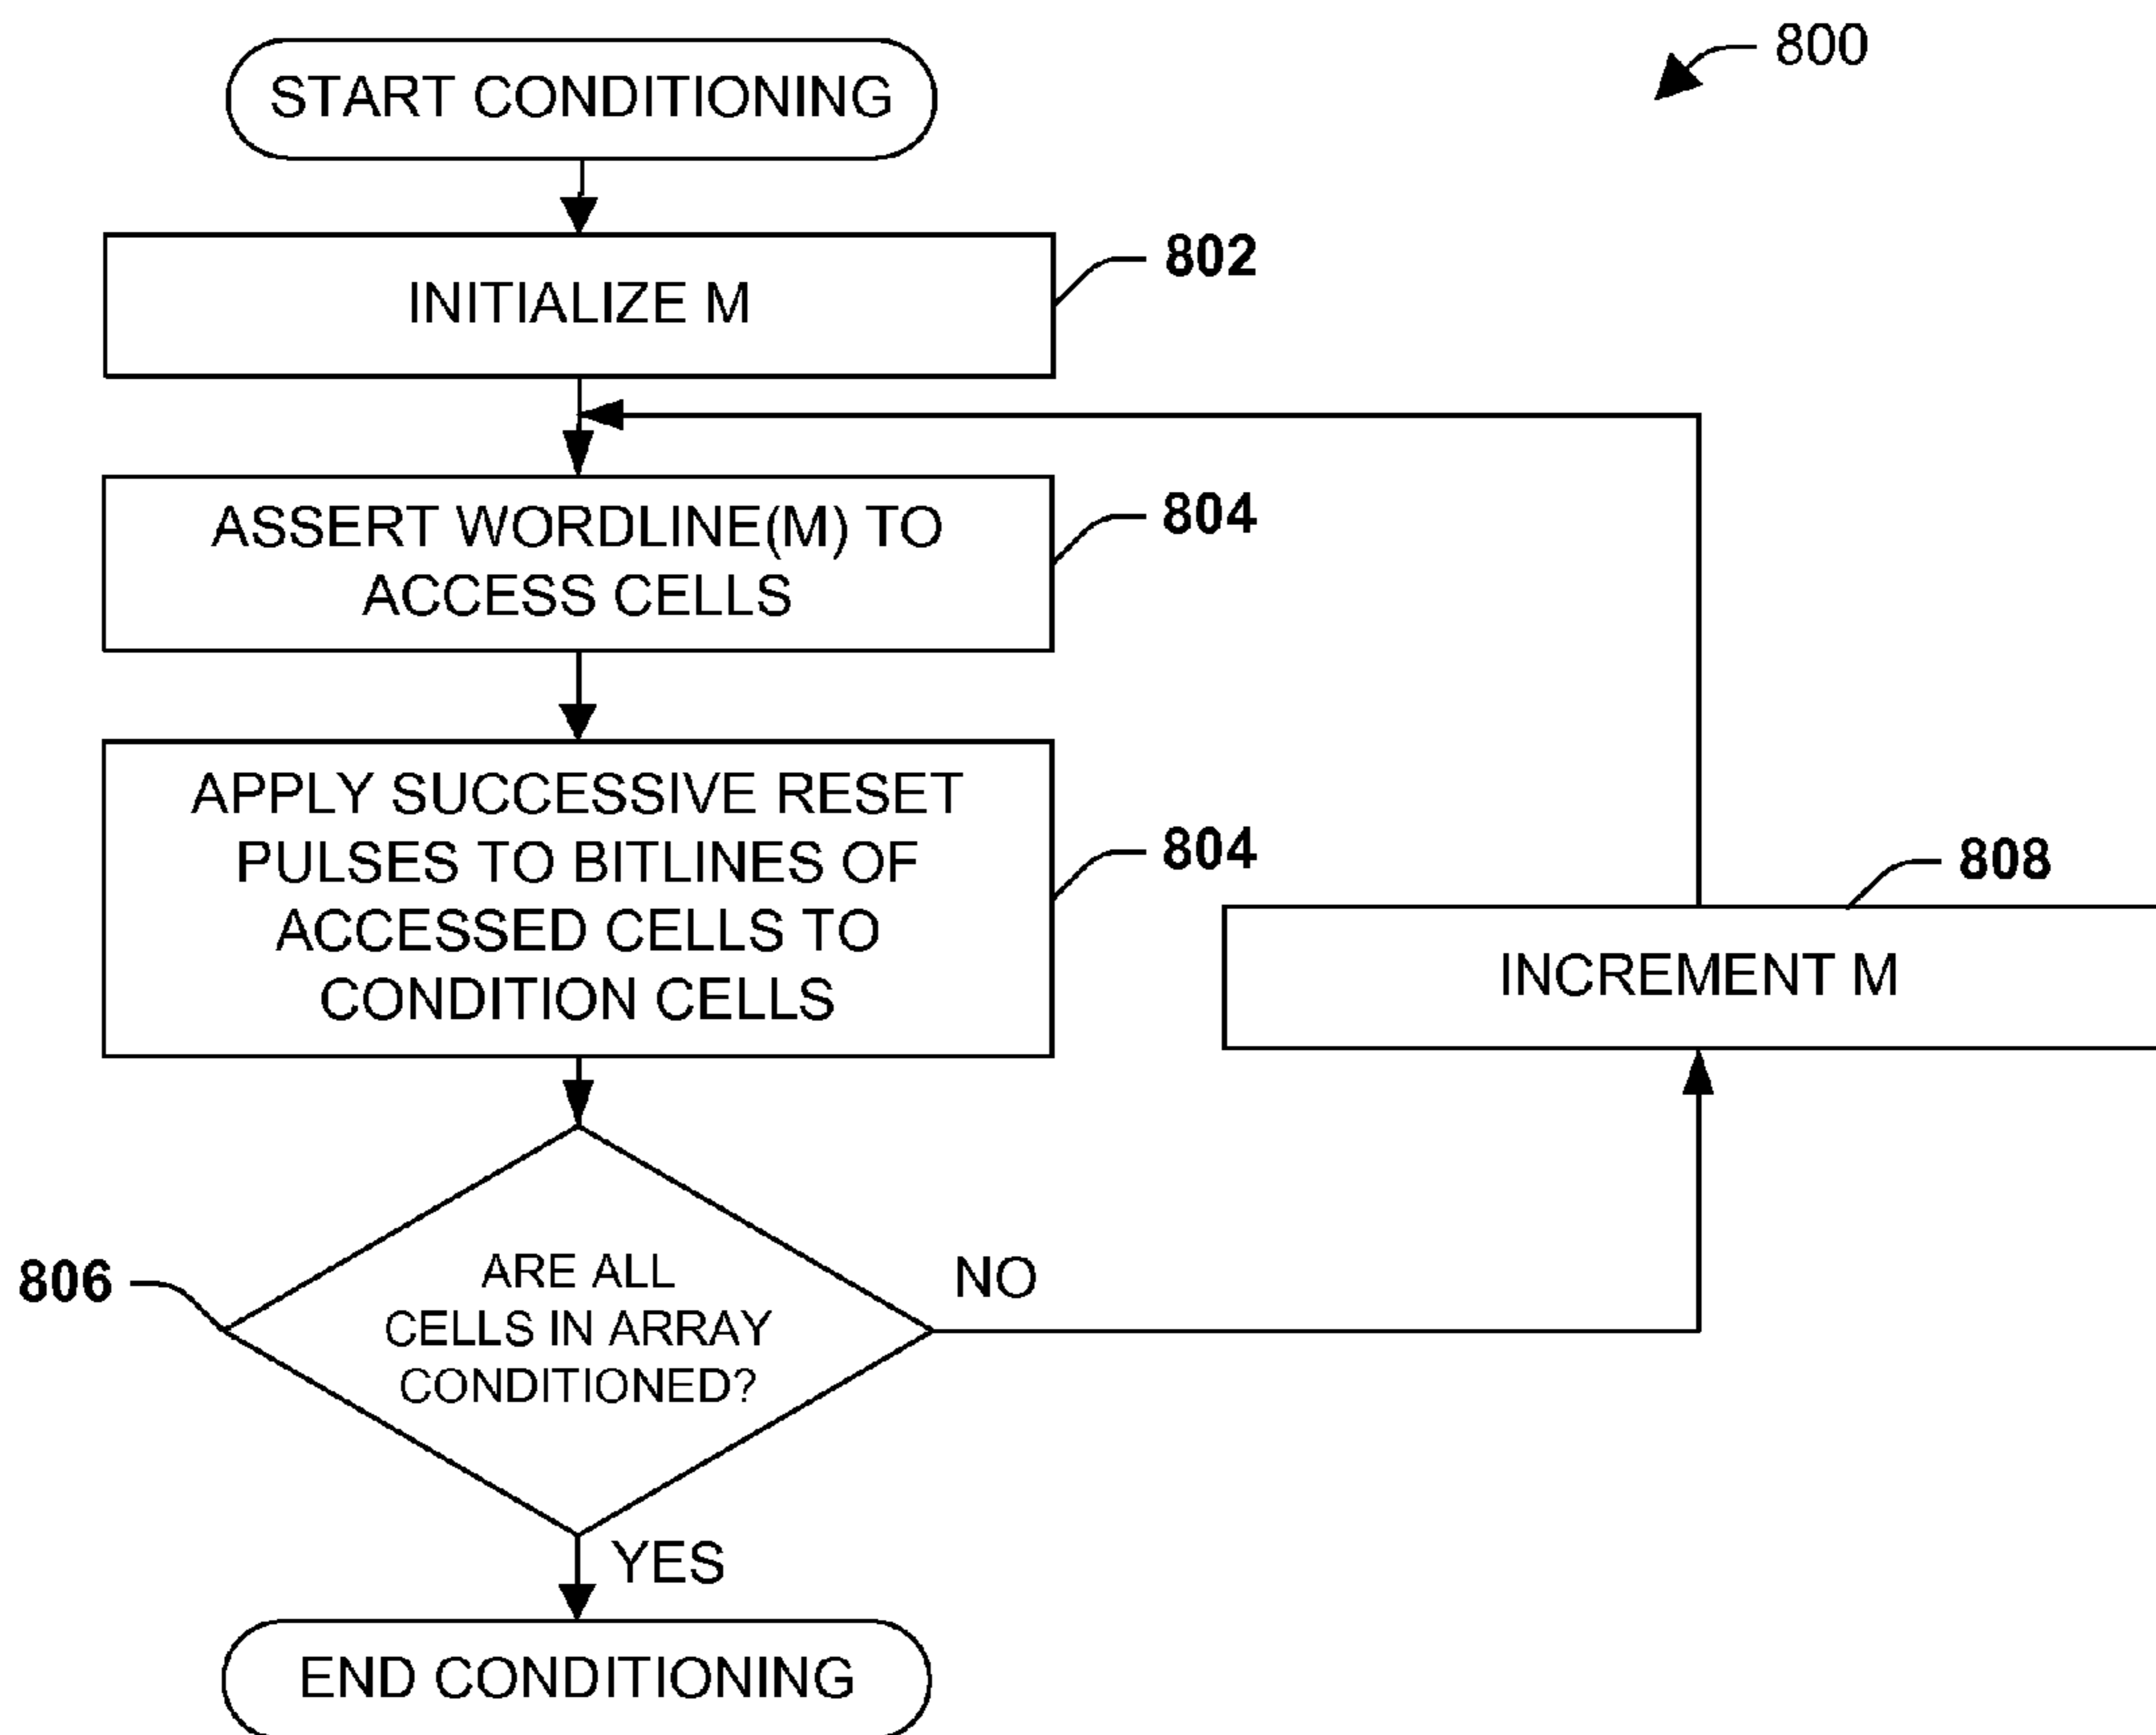 800
START CONDITIONING
802
INITIALIZE M
ASSERT WORDLINE(M) TO
ACCESS CELLS
804
APPLY SUCCESSIVE RESET
PULSES TO BITLINES OF
ACCESSED CELLS TO
CONDITION CELLS
804
808
INCREMENT M
806
ARE ALL
CELLS IN ARRAY
CONDITIONED?
NO
YES
END CONDITIONING